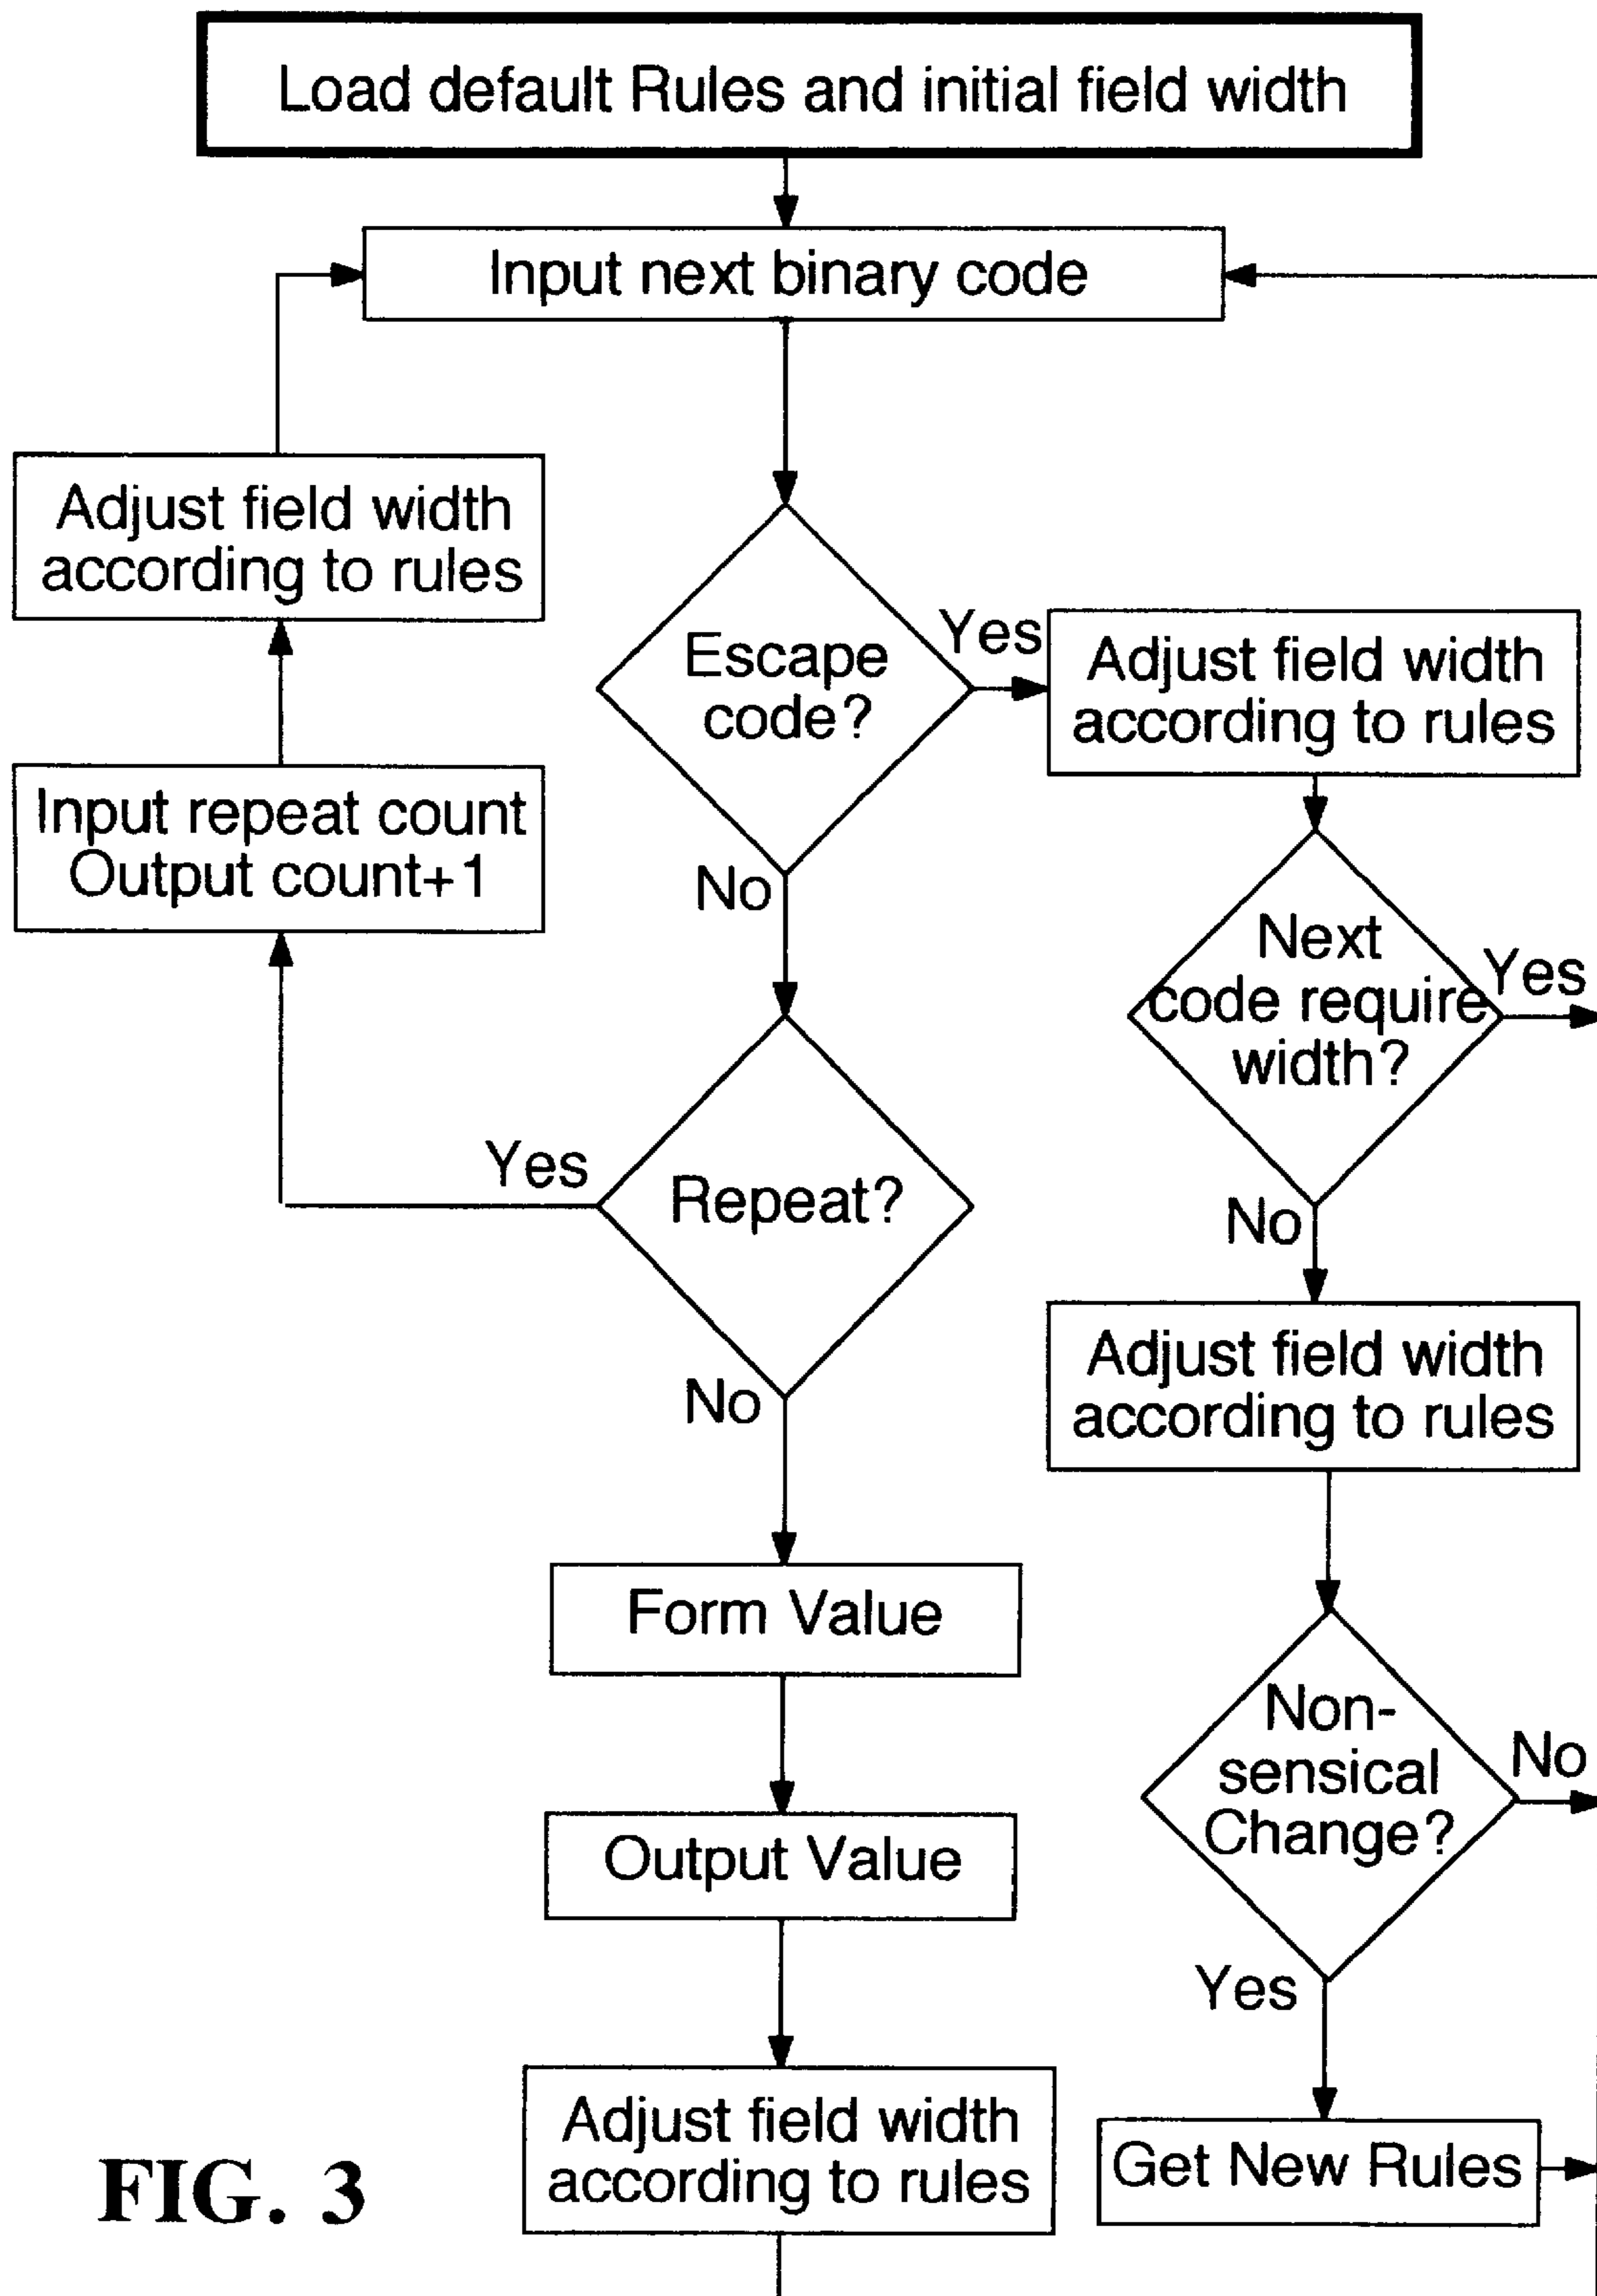 Load default Rules and initial field width
Input next binary code
Adjust field width
according to rules
Escape
code?
Yes
Adjust field width
according to rules
Input repeat count
Output count+1
No
Next
code require
width?
Yes
Yes
Repeat?
No
No
Adjust field width
according to rules
Form Value
Non-
sensical
Change?
No
Output Value
Yes
Adjust field width
according to rules
Get New Rules
FIG. 3